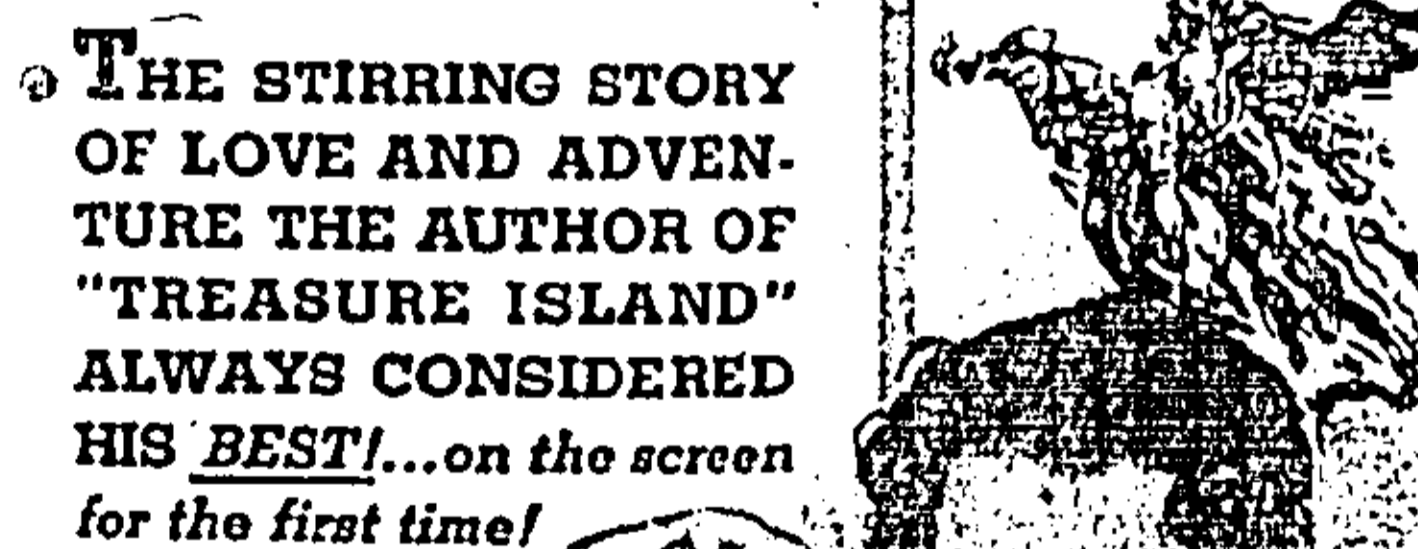 THE STIRRING STORY
OF LOVE AND ADVEN-
TURE THE AUTHOR OF
"TREASURE ISLAND"
ALWAYS CONSIDERED
HIS BEST!...on the screen
for the first time!